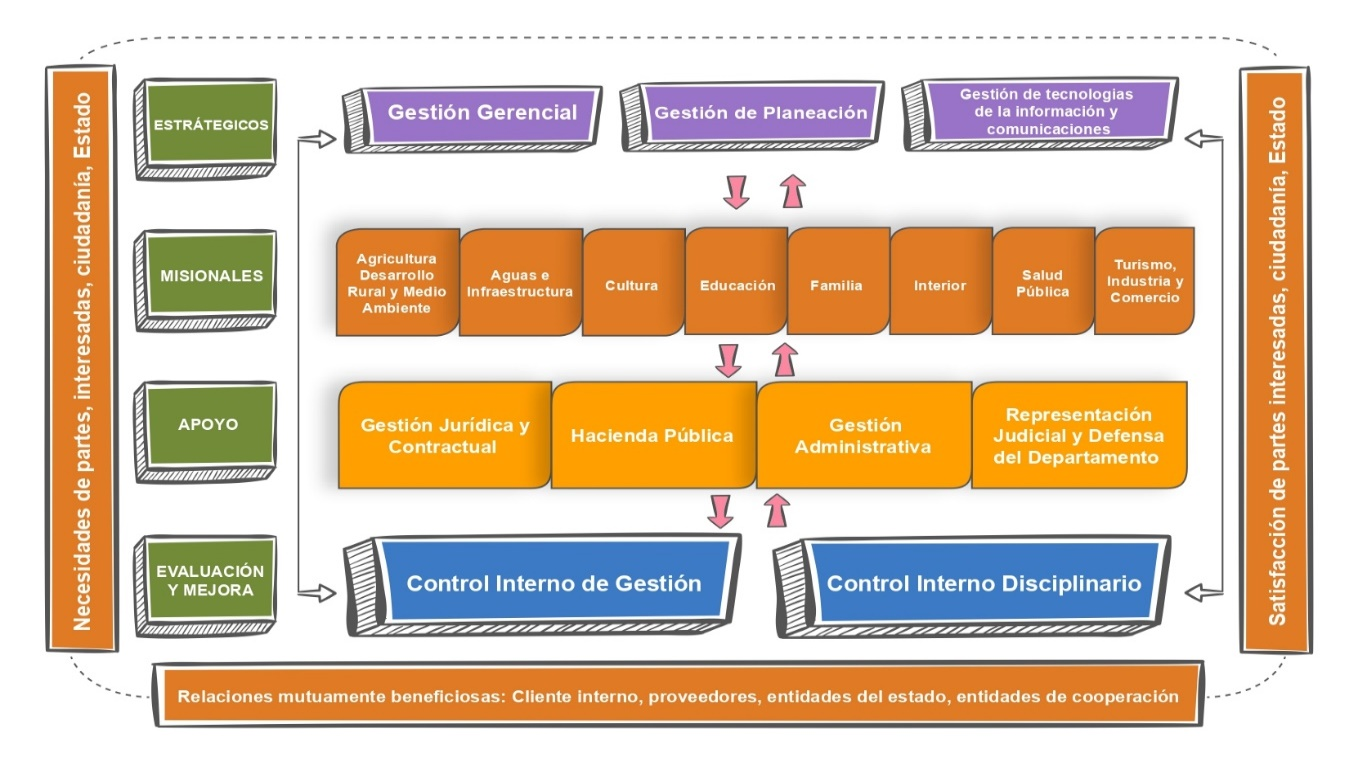 Necesidades de partes, interesadas, ciudadanía, Estado
ESTRÁTEGICOS
Gestión Gerencial
Gestión de Planeación
Gestión de tecnologias
de la información y
comunicaciones
MISIONALES
Agricultura
Desarrollo
Rural y Medio
Ambiente
Aguas e
Infraestructura
Cultura
Educación
Familia
Interior
Salud
Pública
Turismo,
Industria y
Comercio
APOYO
Gestión Jurídica y
Contractual
Hacienda Pública
Gestión
Administrativa
Representación
Judicial y Defensa
del Departamento
EVALUACIÓN
Y MEJORA
Control Interno de Gestión
Control Interno Disciplinario
Satisfacción de partes interesadas, ciudadanía, Estado
Relaciones mutuamente beneficiosas: Cliente interno, proveedores, entidades del estado, entidades de cooperación